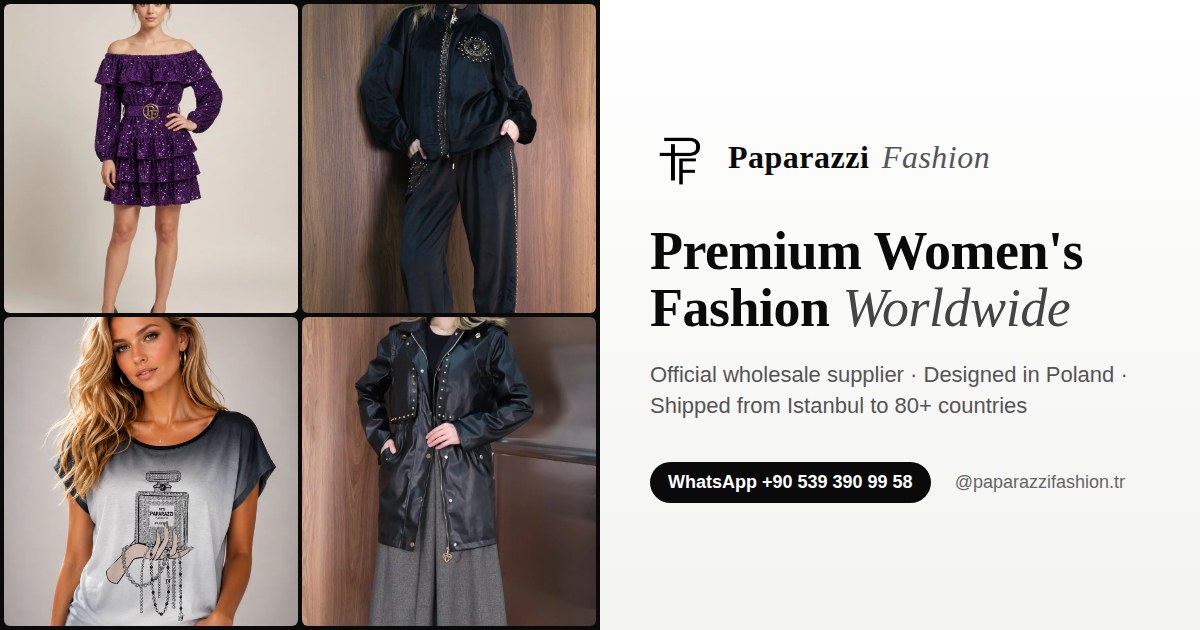 PAPARAZZI
Paparazzi Fashion
Premium Women's
Fashion Worldwide
Official wholesale supplier · Designed in Poland ·
Shipped from Istanbul to 80+ countries
WhatsApp +90 539 390 99 58
@paparazzifashion.tr